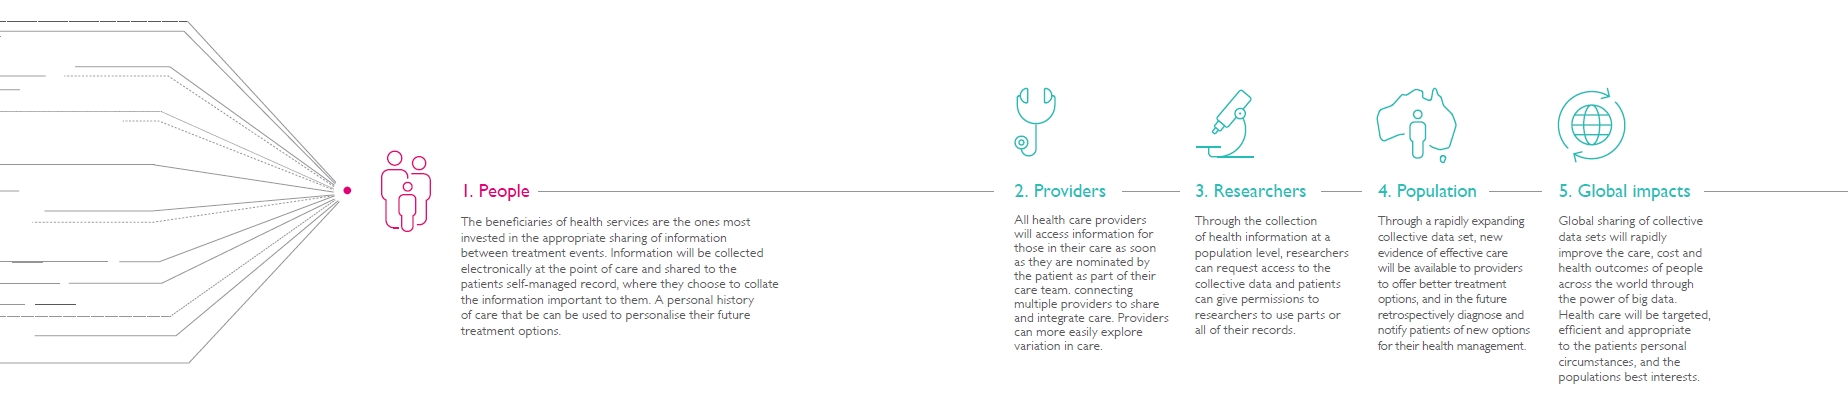 1. People
The beneficiaries of health services are the ones most
invested in the appropriate sharing of information
between treatment events. Information will be collected
electronically at the point of care and shared to the
patients self-managed record, where they choose to collate
the information important to them. A personal history
of care that be can be used to personalise their future
treatment options.
2. Providers
All health care providers
will access information for
those in their care as soon
as they are nominated by
the patient as part of their
care team. connecting
multiple providers to share
and integrate care. Providers
can more easily explore
variation in care.
3. Researchers
Through the collection
of health information at a
population level, researchers
can request access to the
collective data and patients
can give permissions to
researchers to use parts or
all of their records.
4. Population
Through a rapidly expanding
collective data set, new
evidence of effective care
will be available to providers
to offer better treatment
options, and in the future
retrospectively diagnose and
notify patients of new options
for their health management.
5. Global impacts
Global sharing of collective
data sets will rapidly
improve the care, cost and
health outcomes of people
across the world through
the power of big data.
Health care will be targeted,
efficient and appropriate
to the patients personal
circumstances, and the
populations best interests.